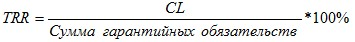 TRR = CL / Сумма гарантийных обязательств *100%